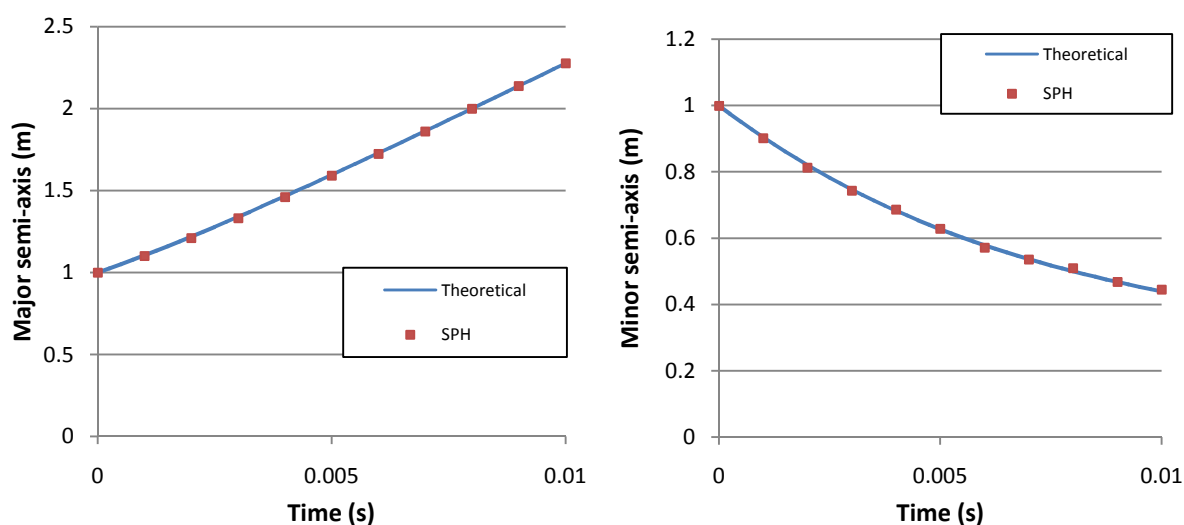 Major semi-axis (m)
2.5
2
1.5
1
0.5
0
0
0.005
0.01
Time (s)
Theoretical
SPH
Minor semi-axis (m)
1.2
1
0.8
0.6
0.4
0.2
0
0
0.005
0.01
Time (s)
Theoretical
SPH